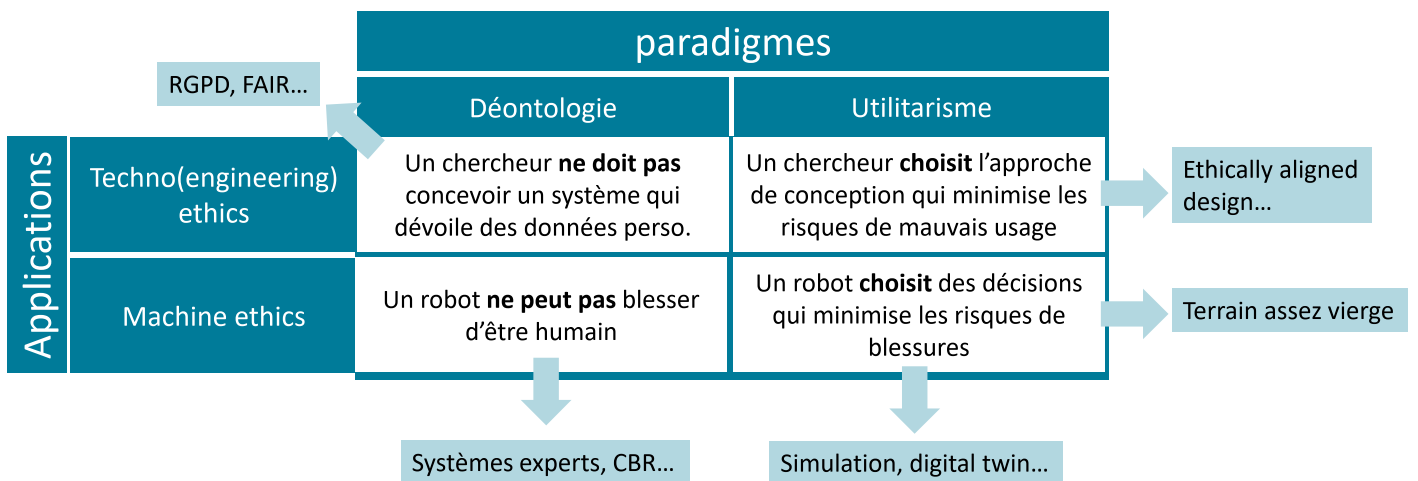 paradigmes
RGPD, FAIR…
Déontologie
Utilitarisme
Applications
Techno(engineering)
ethics
Un chercheur ne doit pas
concevoir un système qui
dévoile des données perso.
Un chercheur choisit l’approche
de conception qui minimise les
risques de mauvais usage
Ethically aligned
design…
Machine ethics
Un robot ne peut pas blesser
d’être humain
Un robot choisit des décisions
qui minimise les risques de
blessures
Terrain assez vierge
Systèmes experts, CBR…
Simulation, digital twin…